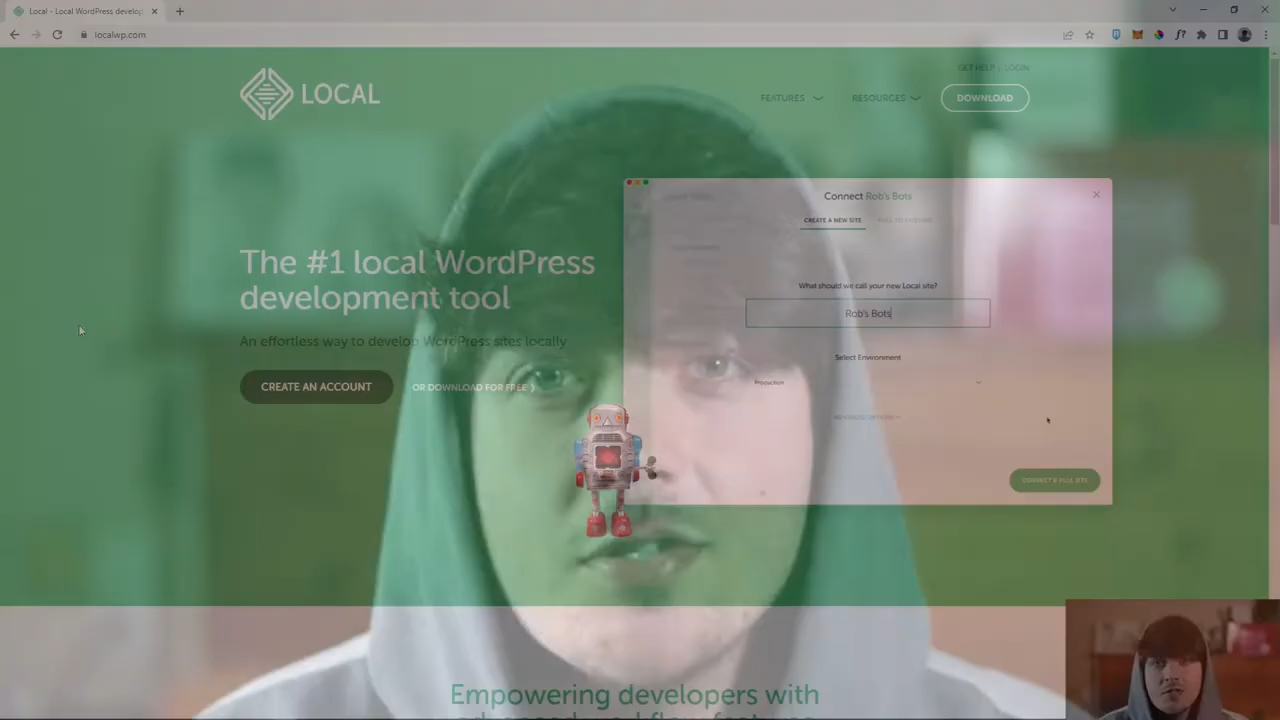 Local - Local WordPress develop
localwp.com
GET HELP | LOGIN
LOCAL
FEATURES
RESOURCES
DOWNLOAD
The #1 local WordPress
development tool
An effortless way to develop WordPress sites locally
CREATE AN ACCOUNT
OR DOWNLOAD FOR FREE
Connect Rob's Bots
CREATE A NEW SITE
What should we call your new Local site?
Rob's Bots
Select Environment
Production
CONNECT & PULL SITE
Empowering developers with